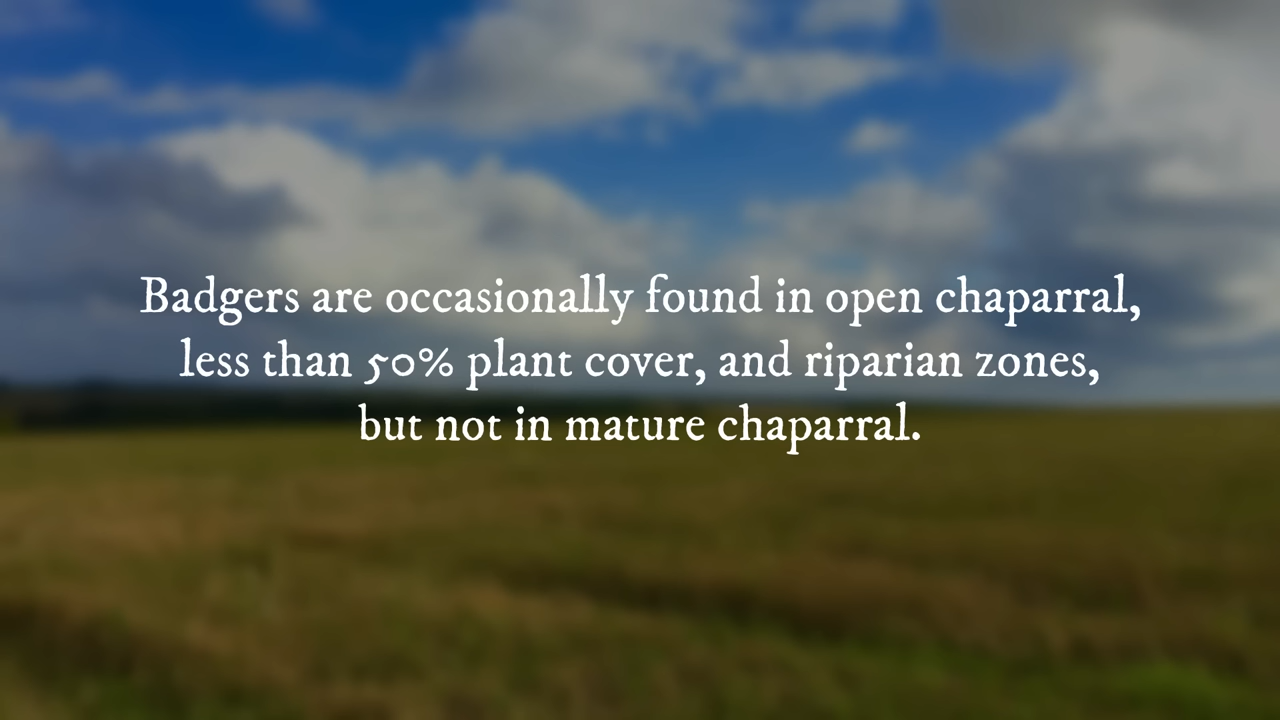 Badgers are occasionally found in open chaparral,
less than 50% plant cover, and riparian zones,
but not in mature chaparral.